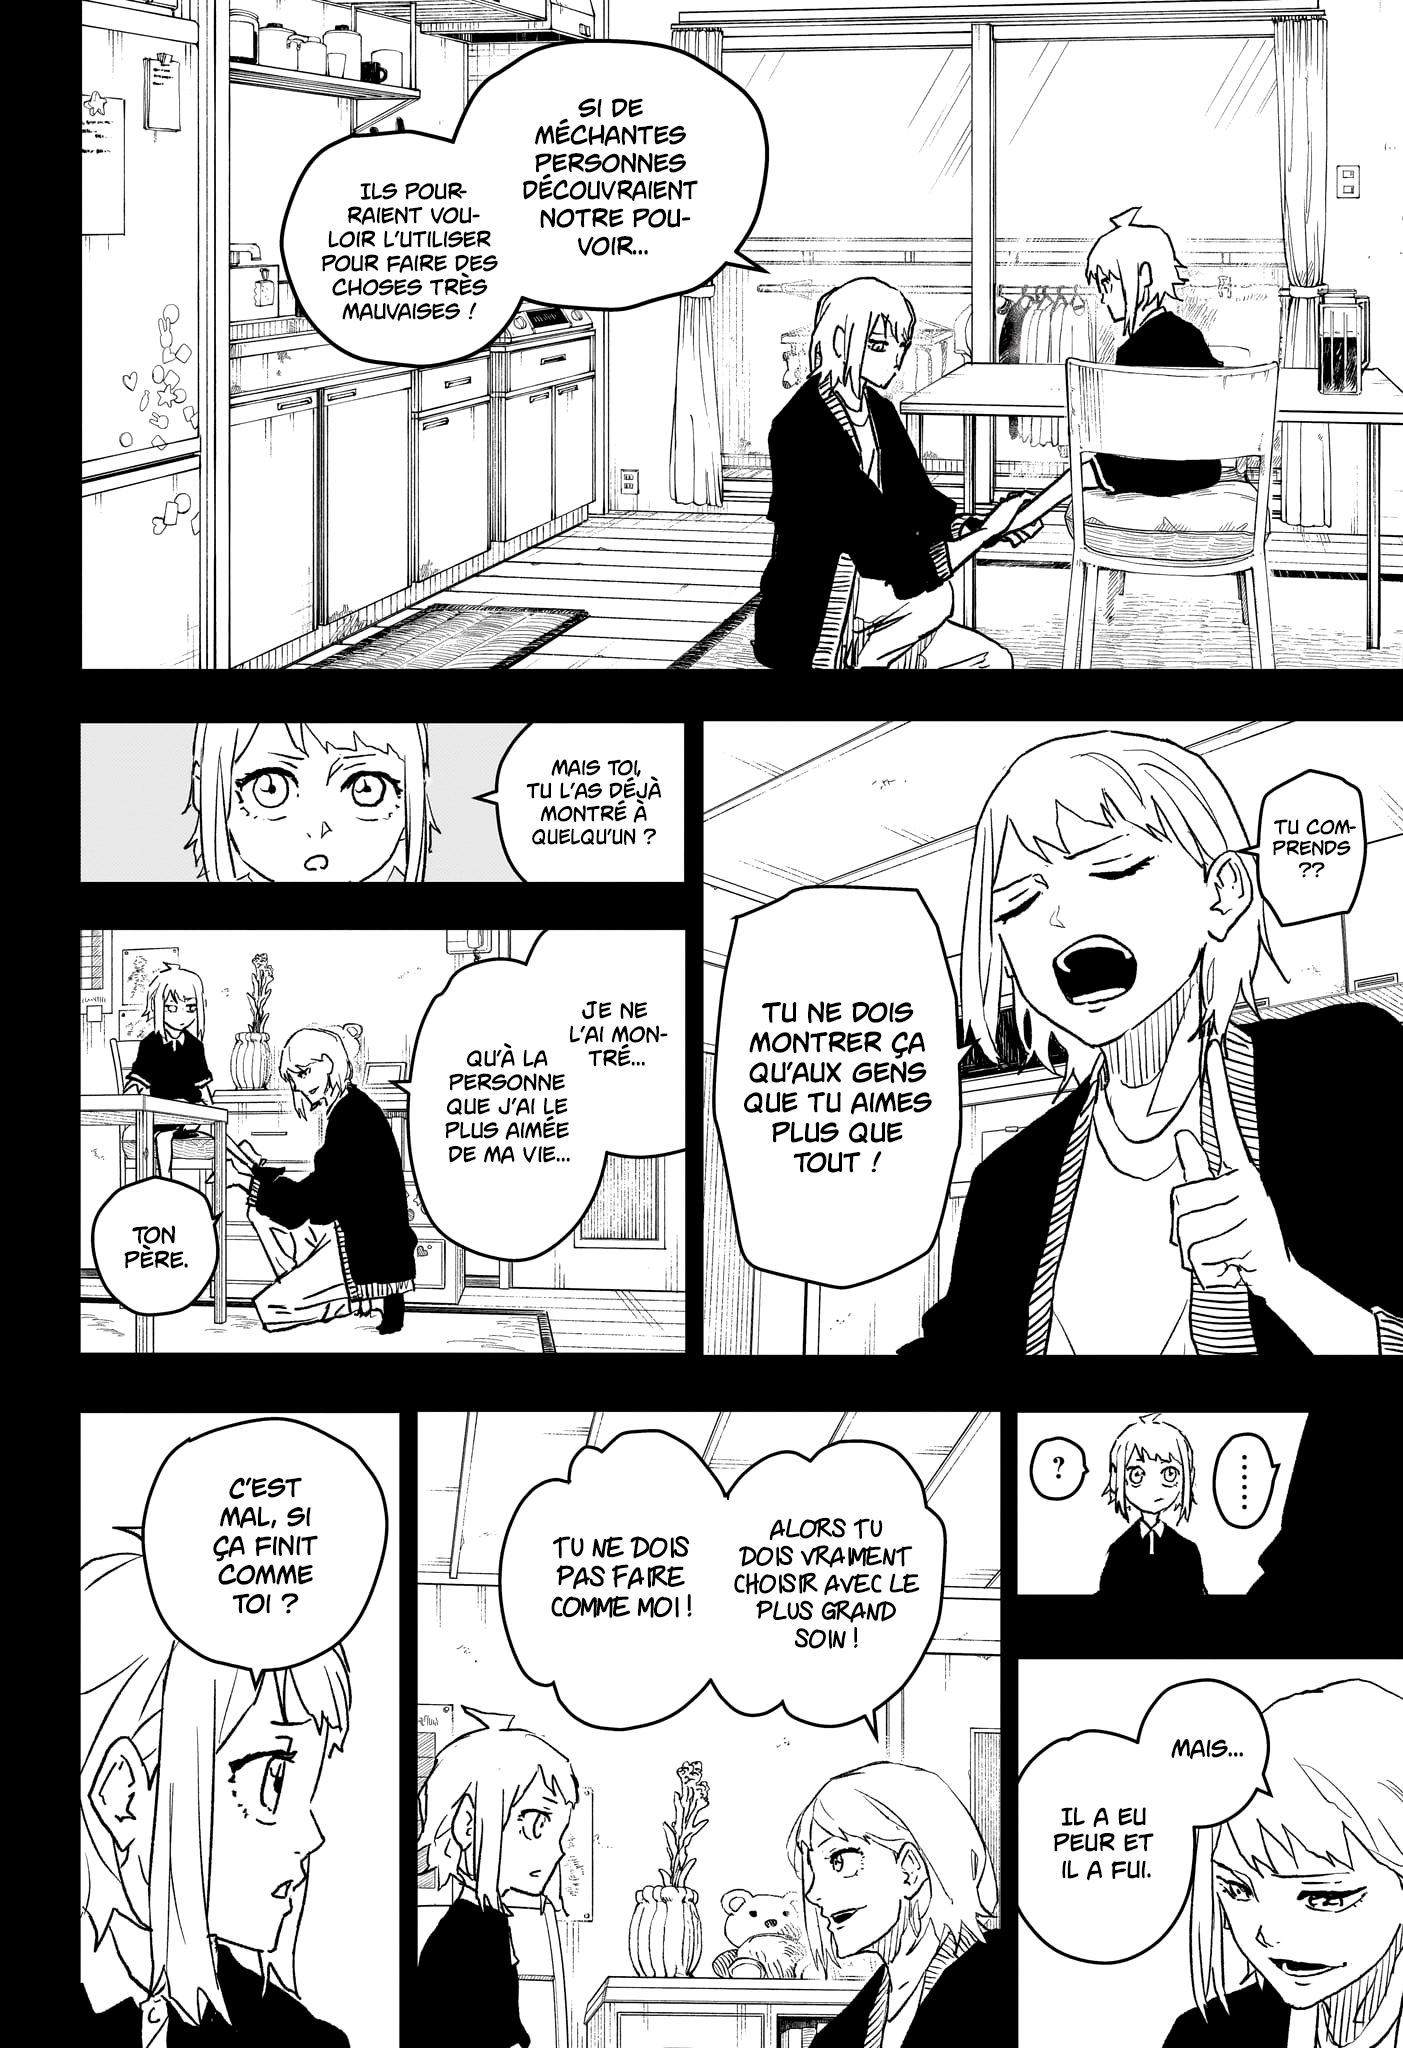 SI DE
MÉCHANTES
PERSONNES
DÉCOUVRAIENT
NOTRE POU-
VOIR...
ILS POUR-
RAIENT VOU-
LOIR L'UTILISER
POUR FAIRE DES
CHOSES TRÈS
MAUVAISES !
TU COM-
PRENDS
??
TU NE DOIS
MONTRER ÇA
QU'AUX GENS
QUE TU AIMES
PLUS QUE
TOUT !
MAIS TOI,
TU L'AS DÉJÀ
MONTRÉ À
QUELQU'UN ?
JE NE
L'AI MON-
TRÉ...
QU'À LA
PERSONNE
QUE J'AI LE
PLUS AIMÉE
DE MA VIE...
TON
PÈRE.
......
?
MAIS...
IL A EU
PEUR ET
IL A FUI.
ALORS TU
DOIS VRAIMENT
CHOISIR AVEC LE
PLUS GRAND
SOIN !
TU NE DOIS
PAS FAIRE
COMME MOI !
C'EST
MAL, SI
ÇA FINIT
COMME
TOI ?